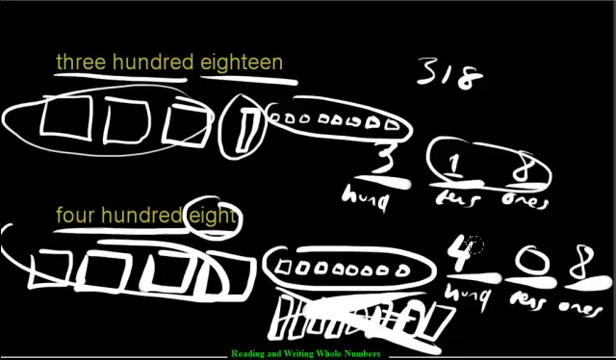 three hundred eighteen
318
3 1 8
hund tens ones
four hundred eight
4 0 8
hund tens ones
Reading and Writing Whole Numbers